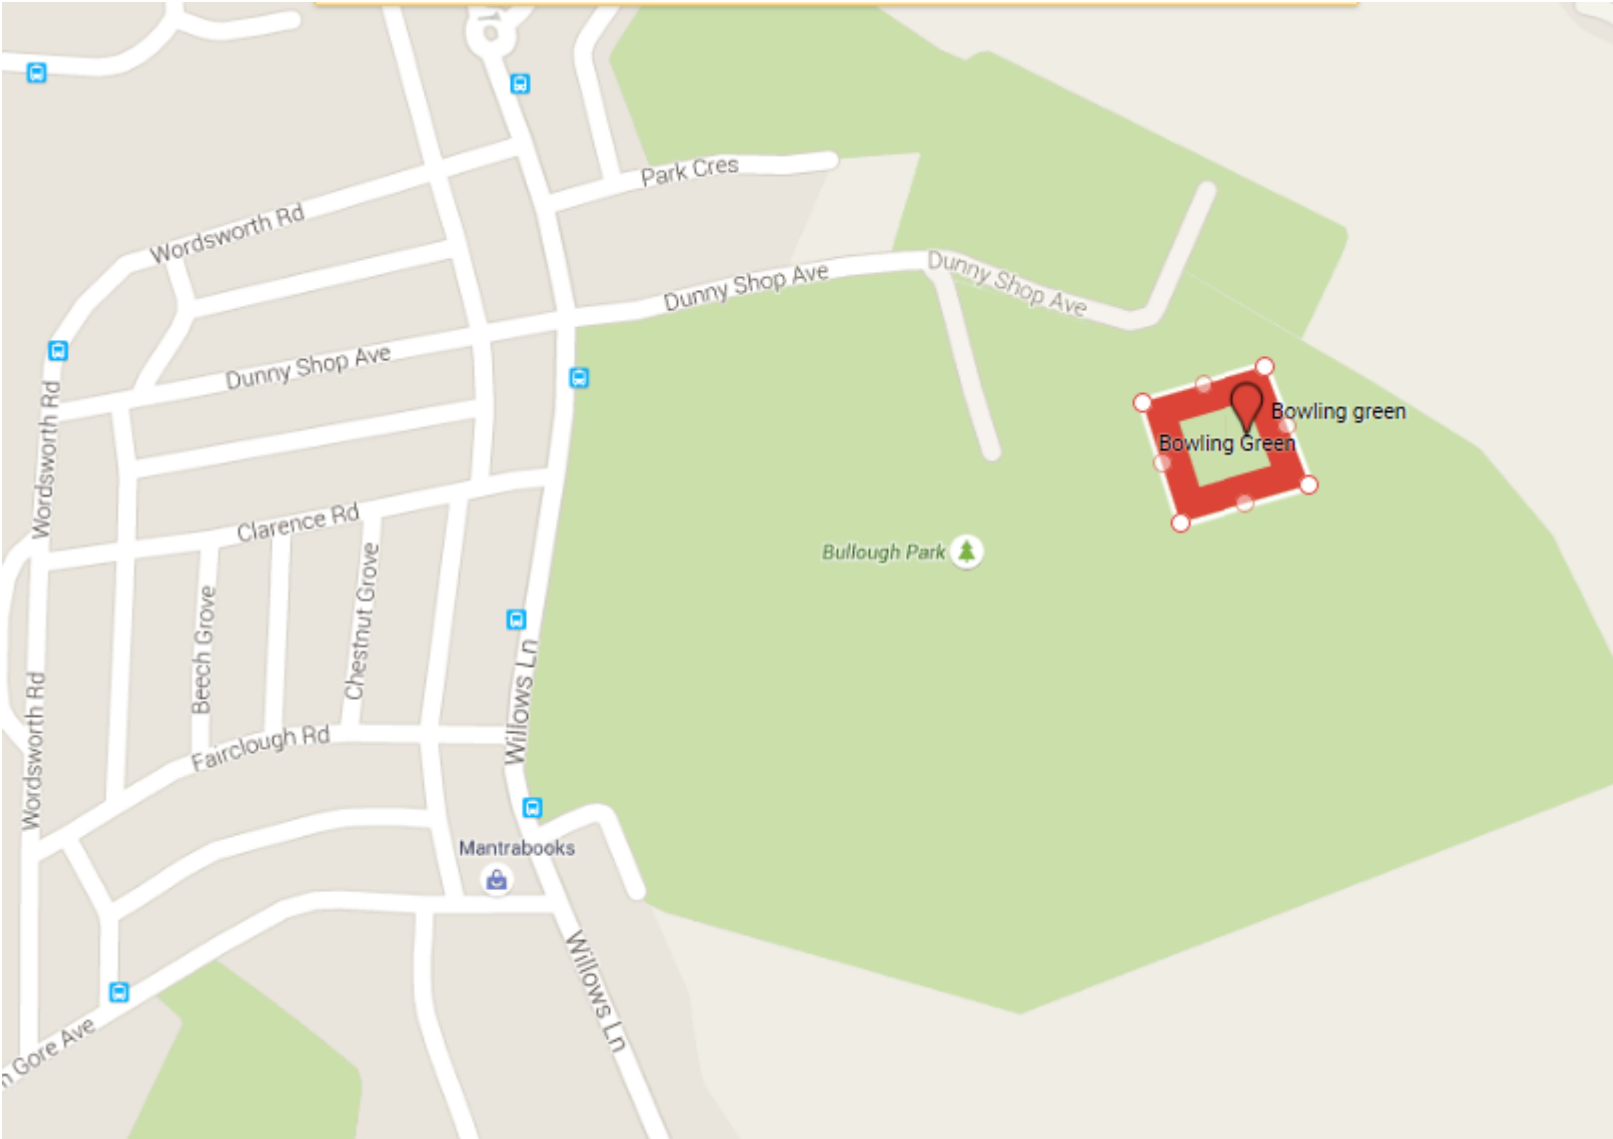 Park Cres
Wordsworth Rd
Dunny Shop Ave
Dunny Shop Ave
Dunny Shop Ave
Wordsworth Rd
Bowling green
Bowling Green
Clarence Rd
Bullough Park
Beech Grove
Chestnut Grove
Willows Ln
Wordsworth Rd
Fairclough Rd
Mantrabooks
Willows Ln
Gore Ave